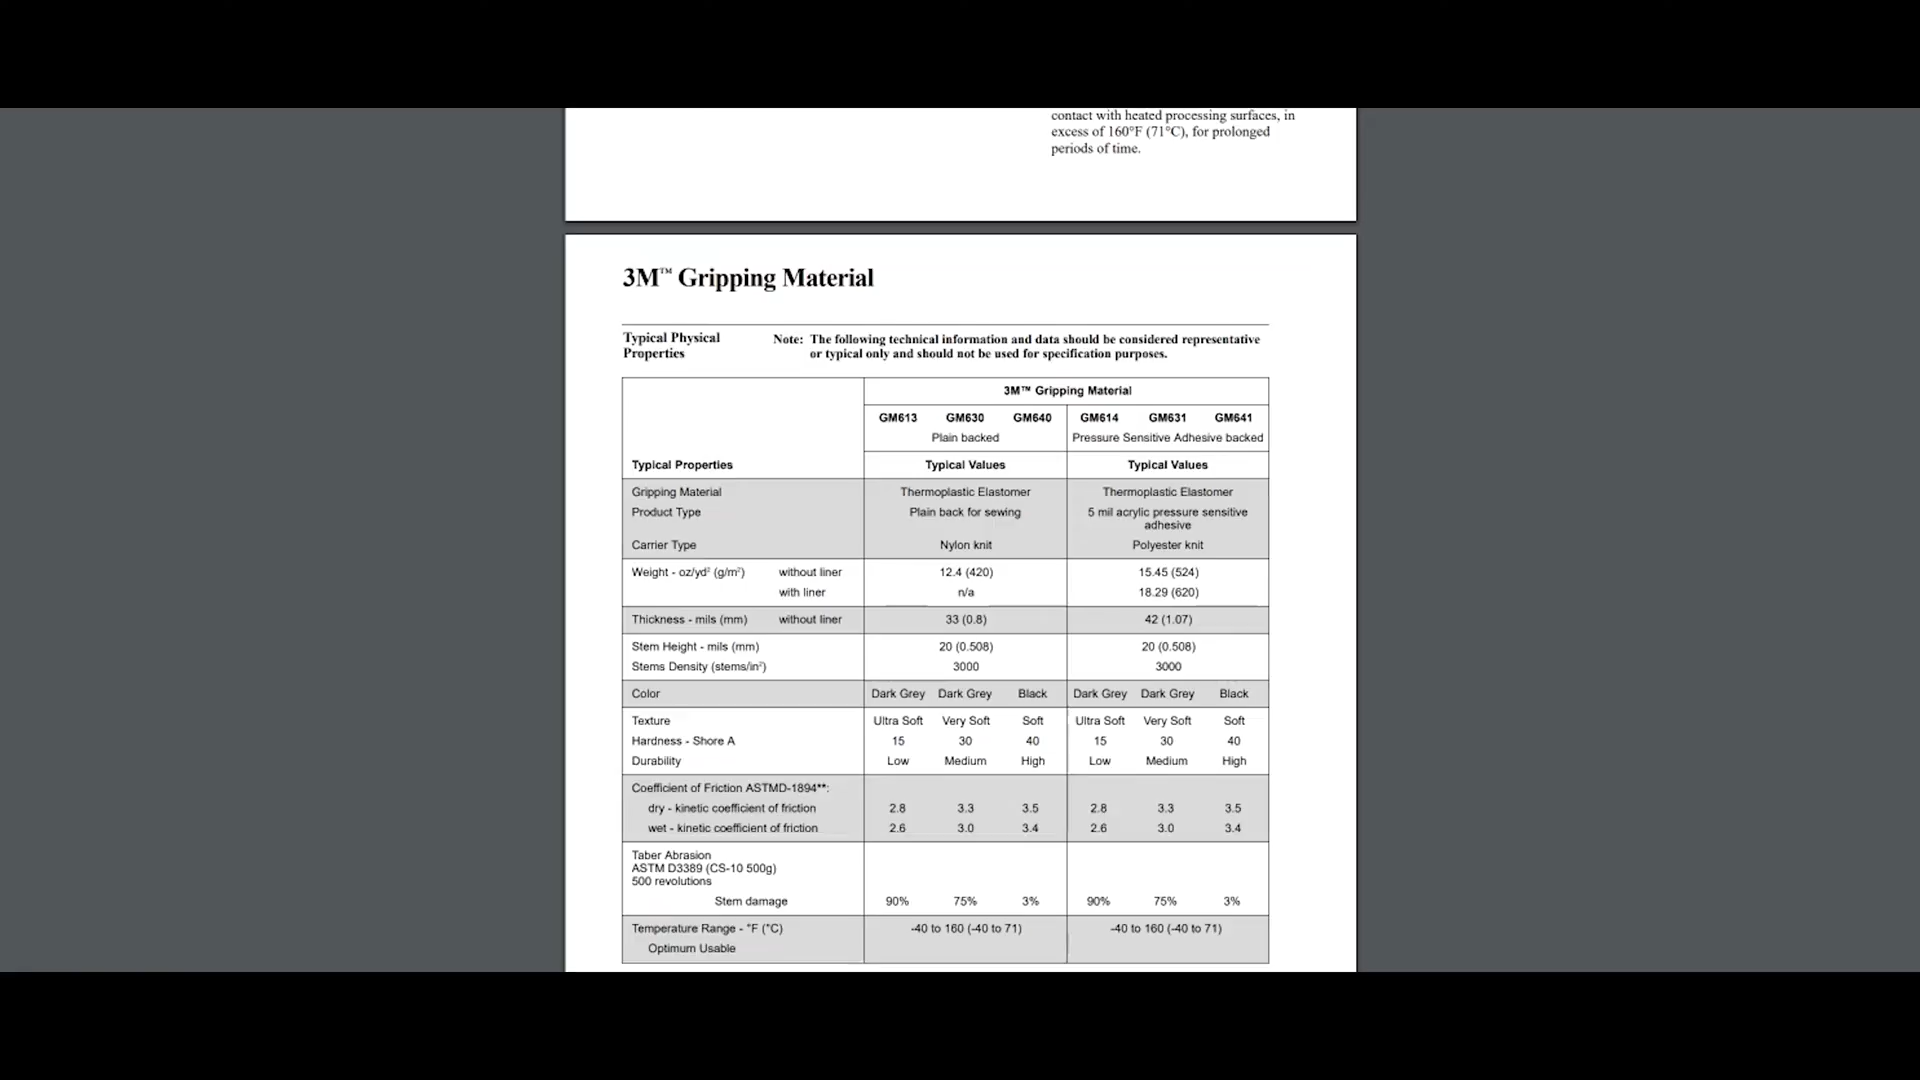 contact with heated processing surfaces, in
excess of 160°F (71°C), for prolonged
periods of time.
3M™ Gripping Material
Typical Physical
Properties
Note: The following technical information and data should be considered representative
or typical only and should not be used for specification purposes.
3M™ Gripping Material
GM613 GM630 GM640 GM614 GM631 GM641
Plain backed Pressure Sensitive Adhesive backed
Typical Properties Typical Values Typical Values
Gripping Material Thermoplastic Elastomer Thermoplastic Elastomer
Product Type Plain back for sewing 5 mil acrylic pressure sensitive
adhesive
Carrier Type Nylon knit Polyester knit
Weight - oz/yd² (g/m²) without liner 12.4 (420) 15.45 (524)
with liner n/a 18.29 (620)
Thickness - mils (mm) without liner 33 (0.8) 42 (1.07)
Stem Height - mils (mm) 20 (0.508) 20 (0.508)
Stems Density (stems/in²) 3000 3000
Color Dark Grey Dark Grey Black Dark Grey Dark Grey Black
Texture Ultra Soft Very Soft Soft Ultra Soft Very Soft Soft
Hardness - Shore A 15 30 40 15 30 40
Durability Low Medium High Low Medium High
Coefficient of Friction ASTMD-1894**:
dry - kinetic coefficient of friction 2.8 3.3 3.5 2.8 3.3 3.5
wet - kinetic coefficient of friction 2.6 3.0 3.4 2.6 3.0 3.4
Taber Abrasion
ASTM D3389 (CS-10 500g)
500 revolutions
Stem damage 90% 75% 3% 90% 75% 3%
Temperature Range - °F (°C) -40 to 160 (-40 to 71) -40 to 160 (-40 to 71)
Optimum Usable